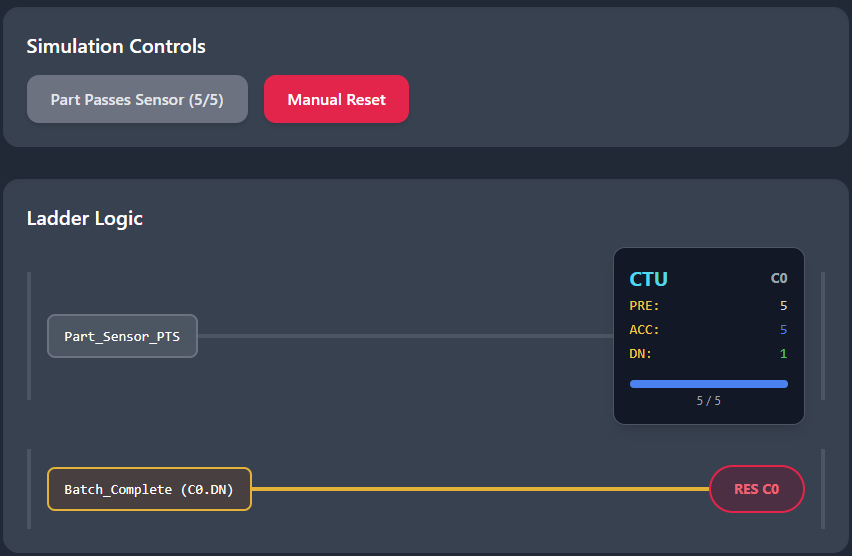 Simulation Controls
Part Passes Sensor (5/5)
Manual Reset
Ladder Logic
CTU C0
PRE: 5
Part_Sensor_PTS
ACC: 5
DN: 1
5 / 5
Batch_Complete (C0.DN)
RES C0